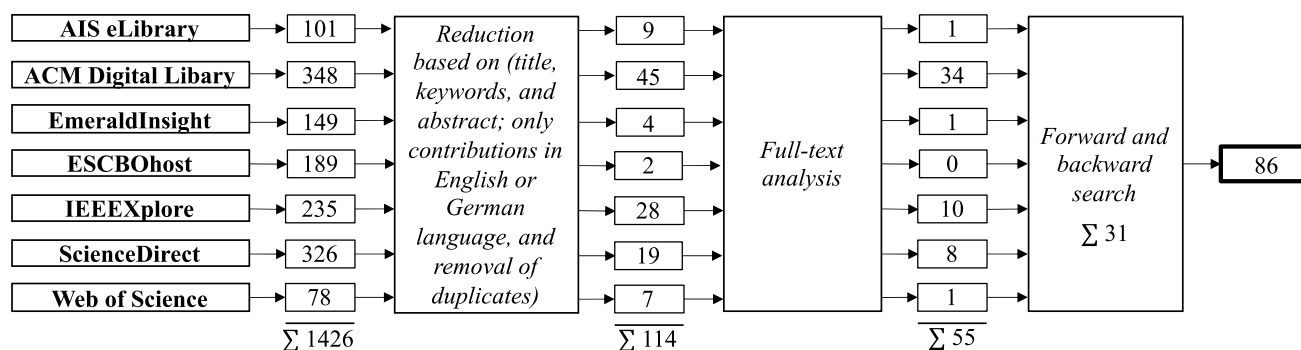 AIS eLibrary
101
9
1
ACM Digital Libary
348
45
34
EmeraldInsight
149
4
1
ESCBOhost
189
2
0
IEEEXplore
235
28
10
ScienceDirect
326
19
8
Web of Science
78
7
1
∑ 1426
∑ 114
∑ 55
Reduction
based on (title,
keywords, and
abstract; only
contributions in
English or
German
language, and
removal of
duplicates)
Full-text
analysis
Forward and
backward
search
∑ 31
86